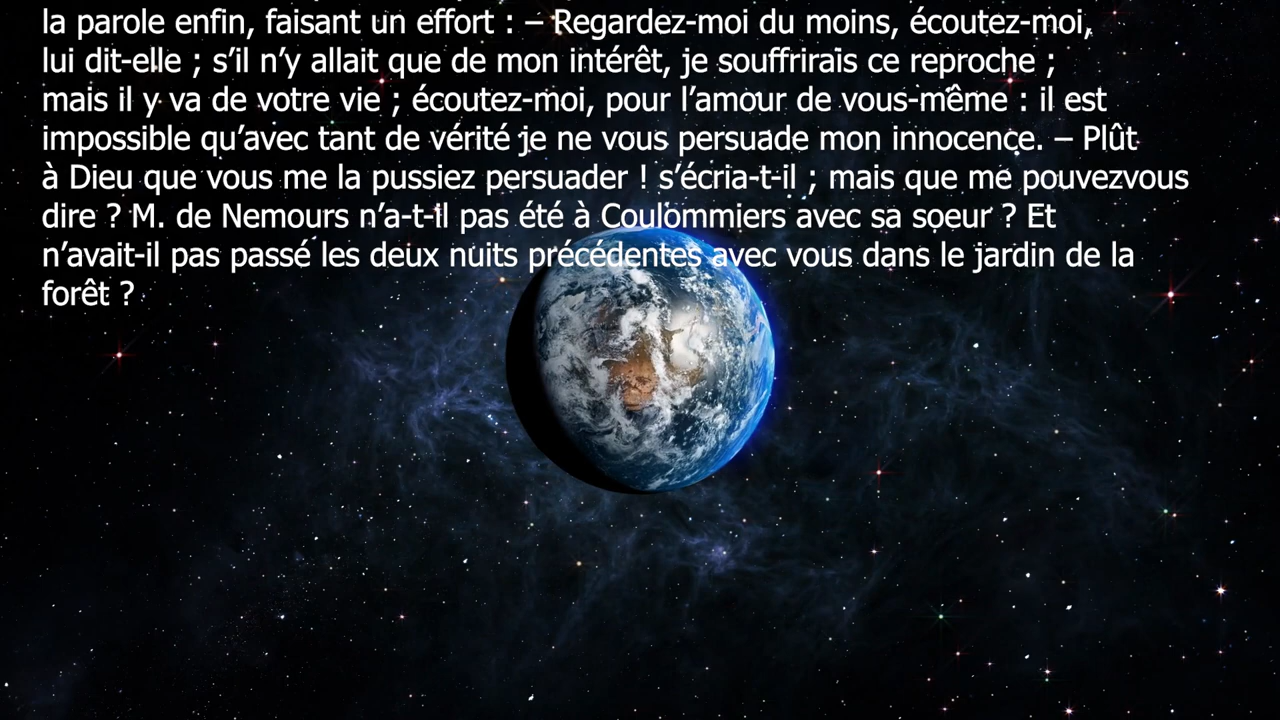 la parole enfin, faisant un effort : – Regardez-moi du moins, écoutez-moi,
lui dit-elle ; s’il n’y allait que de mon intérêt, je souffrirais ce reproche ;
mais il y va de votre vie ; écoutez-moi, pour l’amour de vous-même : il est
impossible qu’avec tant de vérité je ne vous persuade mon innocence. – Plût
à Dieu que vous me la pussiez persuader ! s’écria-t-il ; mais que me pouvezvous
dire ? M. de Nemours n’a-t-il pas été à Coulommiers avec sa soeur ? Et
n’avait-il pas passé les deux nuits précédentes avec vous dans le jardin de la
forêt ?